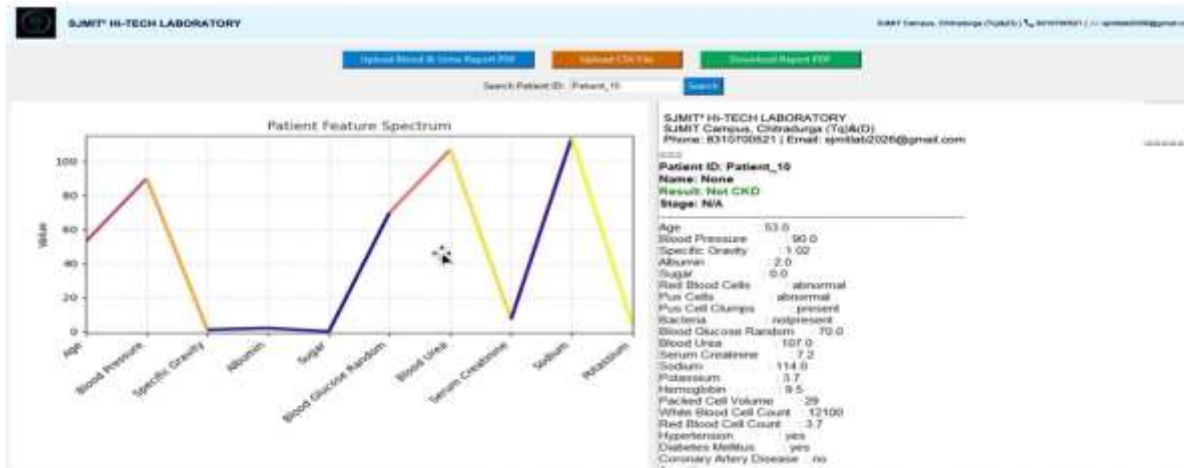 SJMIT® HI-TECH LABORATORY
SJMIT Campus, Chitradurga (Tq)&(D) | 8310700521 |
Upload Blood & Urine Report PDF
Upload CSV File
Download Report PDF
Search Patient ID: Patient_10
Search
Patient Feature Spectrum
Value
100
80
60
40
20
0
Age
Blood Pressure
Specific Gravity
Albumin
Sugar
Blood Glucose Random
Blood Urea
Serum Creatinine
Sodium
Potassium
SJMIT® Hi-TECH LABORATORY
SJMIT Campus, Chitradurga (Tq)&(D)
Phone: 8310700521 | Email: sjmitlab2026@gmail.com
Patient ID: Patient_10
Name: None
Result: Not CKD
Stage: N/A
Age : 53.0
Blood Pressure : 90.0
Specific Gravity : 1.02
Albumin : 2.0
Sugar : 0.0
Red Blood Cells : abnormal
Pus Cells : abnormal
Pus Cell Clumps : present
Bacteria : notpresent
Blood Glucose Random : 70.0
Blood Urea : 107.0
Serum Creatinine : 7.2
Sodium : 114.0
Potassium : 3.7
Hemoglobin : 9.5
Packed Cell Volume : 29
White Blood Cell Count : 12100
Red Blood Cell Count : 3.7
Hypertension : yes
Diabetes Mellitus : yes
Coronary Artery Disease : no